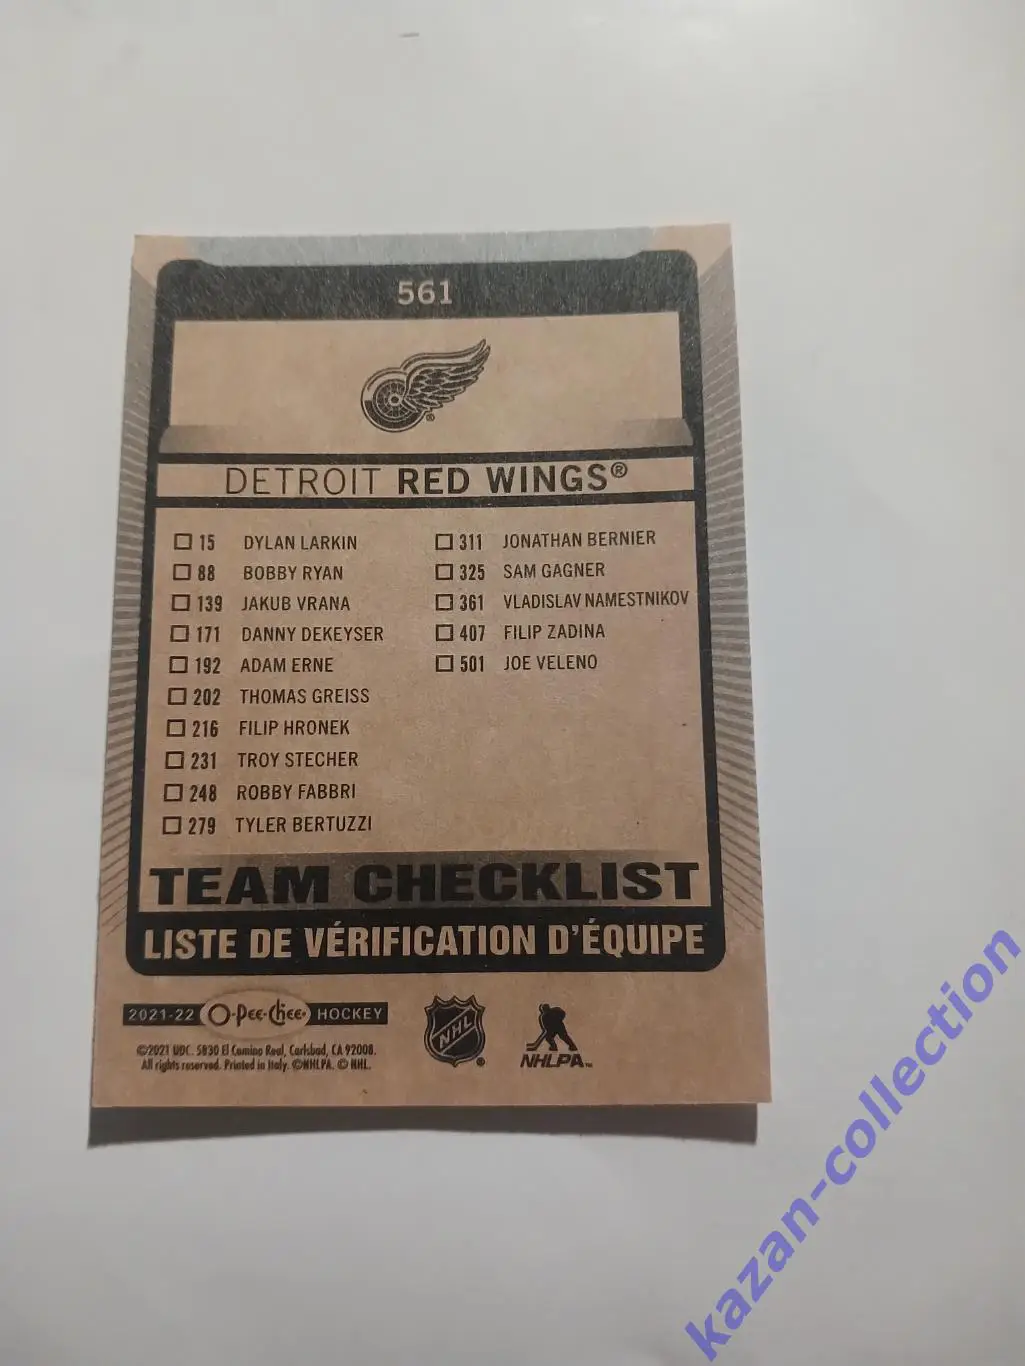 561
DETROIT RED WINGS®
15 DYLAN LARKIN
88 BOBBY RYAN
139 JAKUB VRANA
171 DANNY DEKEYSER
192 ADAM ERNE
202 THOMAS GREISS
216 FILIP HRONEK
231 TROY STECHER
248 ROBBY FABBRI
279 TYLER BERTUZZI
311 JONATHAN BERNIER
325 SAM GAGNER
361 VLADISLAV NAMESTNIKOV
407 FILIP ZADINA
501 JOE VELENO
TEAM CHECKLIST
LISTE DE VÉRIFICATION D'ÉQUIPE
2021-22 O-Pee-Chee HOCKEY
©2021 UDC. 5830 El Camino Real, Carlsbad, CA 92008.
All rights reserved. Printed in Italy. ©NHLPA. © NHL.
NHL®
NHLPA™
kazan-collection